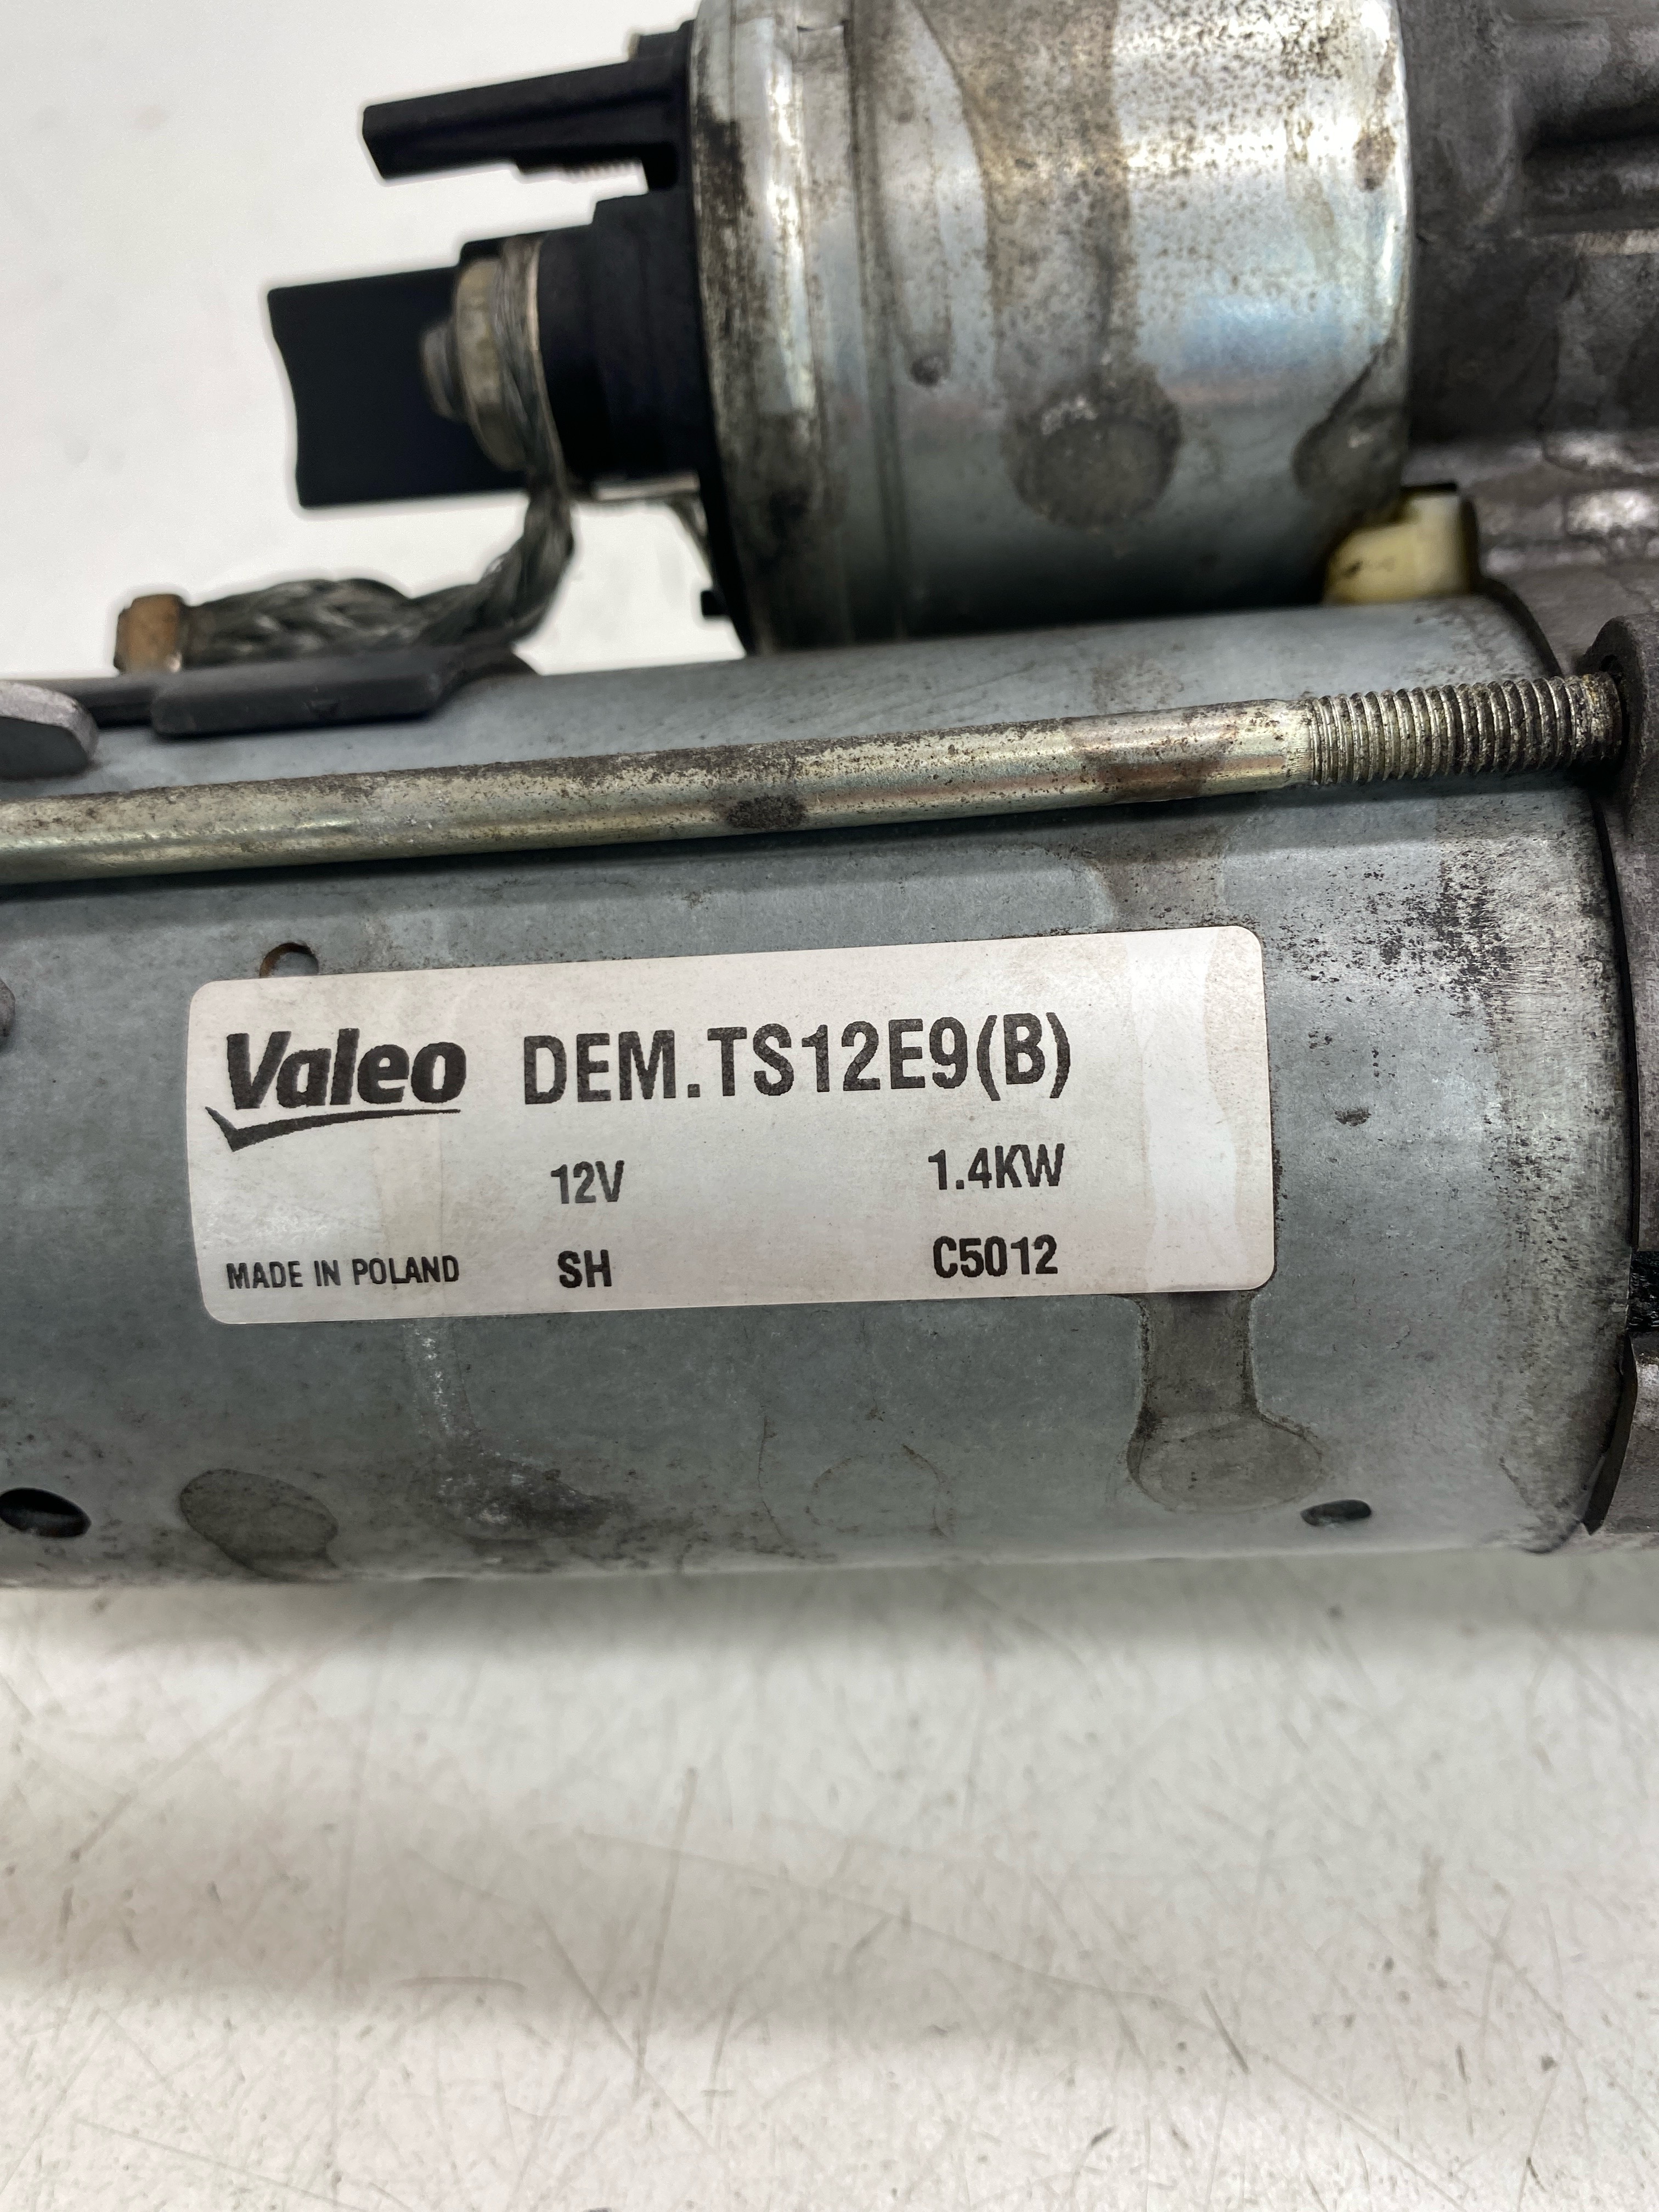 Valeo DEM.TS12E9(B)
12V 1.4KW
MADE IN POLAND SH C5012